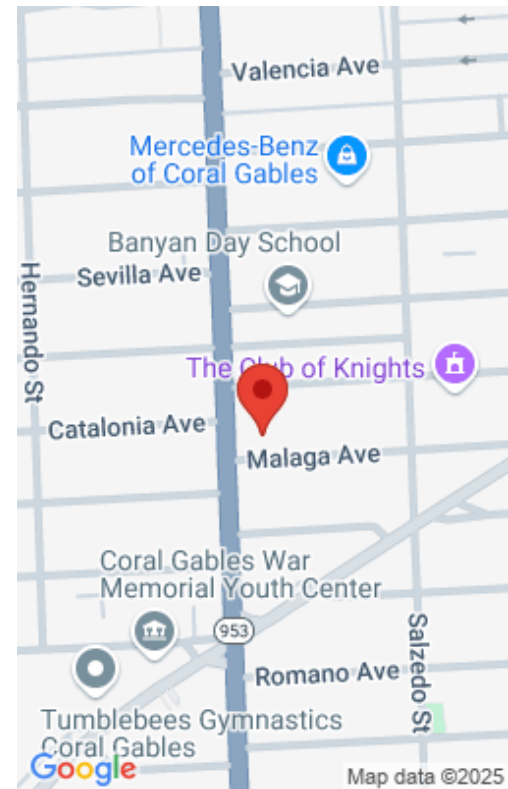 Valencia Ave
Mercedes-Benz
of Coral Gables
Banyan Day School
Sevilla Ave
Hernando St
The Club of Knights
Catalonia Ave
Malaga Ave
Coral Gables War
Memorial Youth Center
953
Salzedo St
Romano Ave
Tumblebees Gymnastics
Coral Gables
Google
Map data ©2025